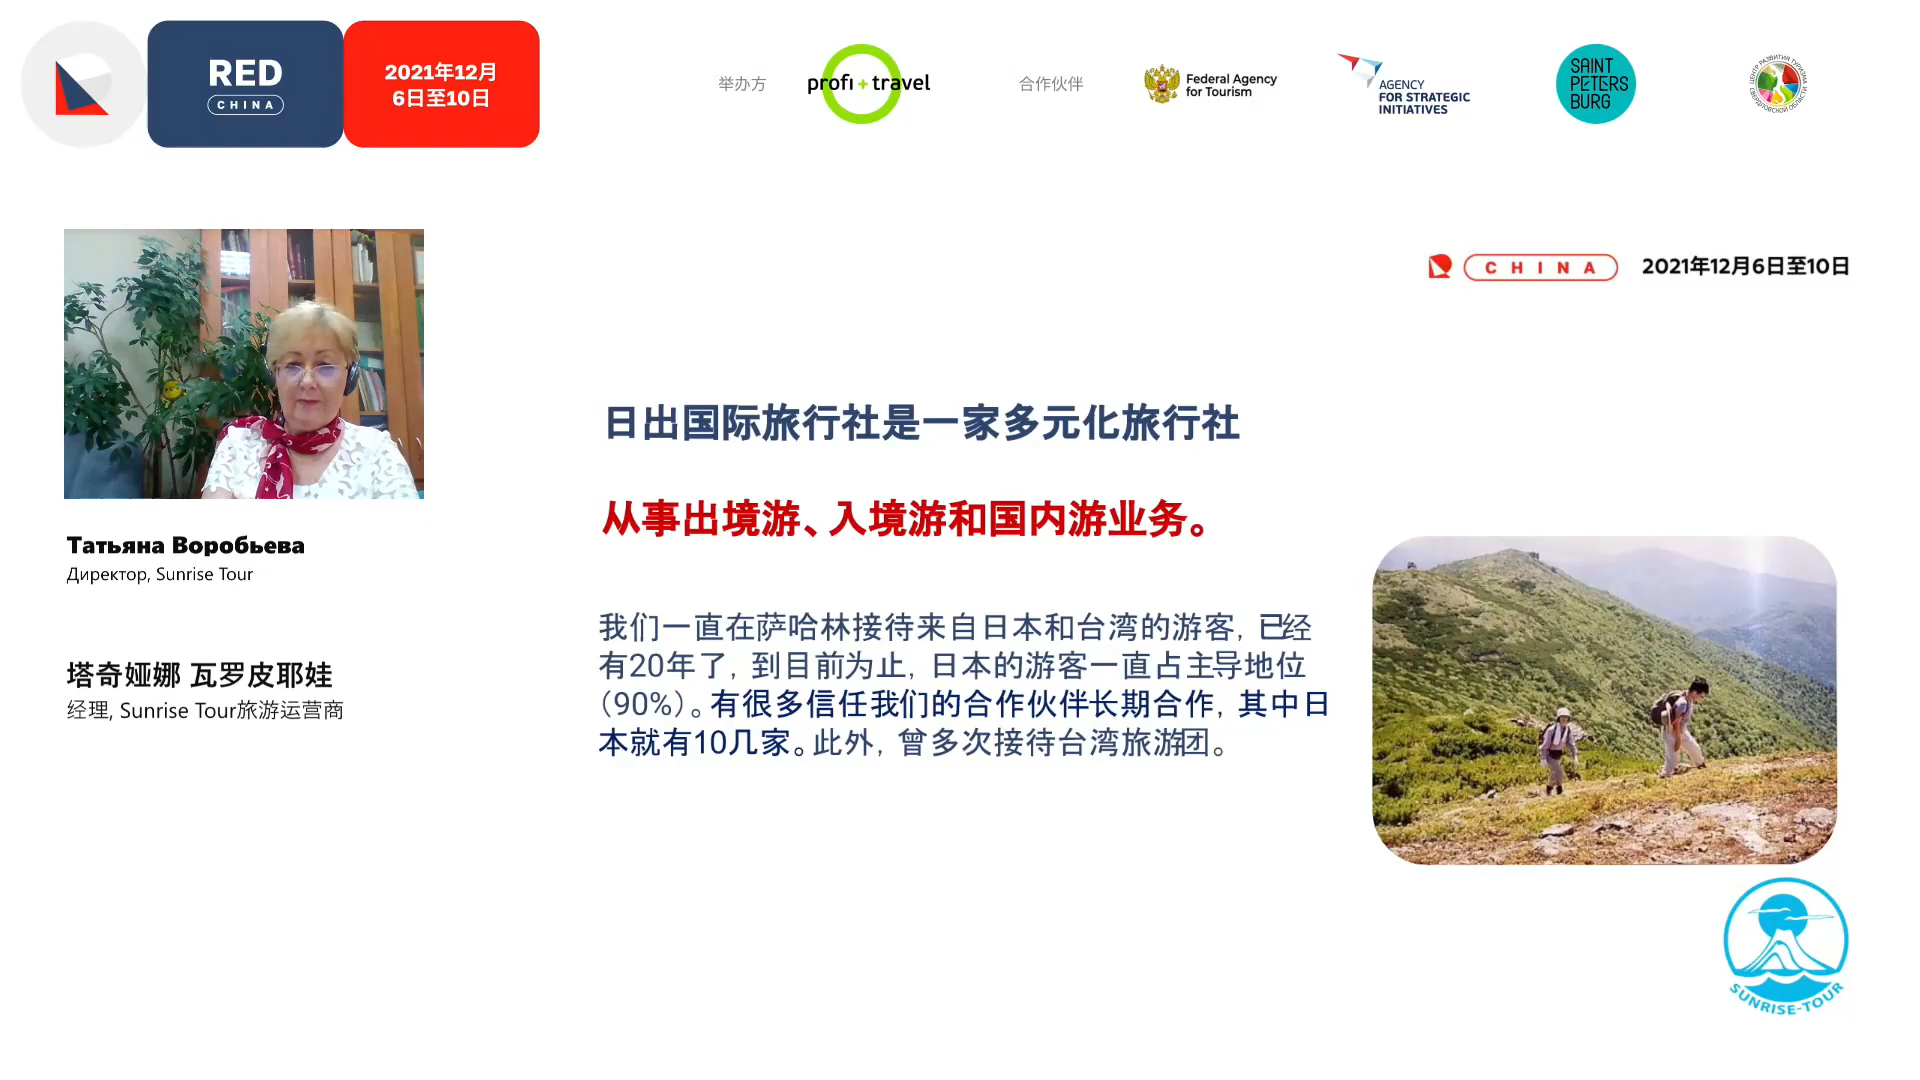 RED
CHINA
2021年12月
6日至10日
举办方
profi + travel
合作伙伴
Federal Agency
for Tourism
AGENCY
FOR STRATEGIC
INITIATIVES
SAINT
PETERS
BURG
ЦЕНТР РАЗВИТИЯ ТУРИЗМА
СВЕРДЛОВСКОЙ ОБЛАСТИ
CHINA
2021年12月6日至10日
Татьяна Воробьева
Директор, Sunrise Tour
塔奇娅娜 瓦罗皮耶娃
经理, Sunrise Tour旅游运营商
日出国际旅行社是一家多元化旅行社
从事出境游、入境游和国内游业务。
我们一直在萨哈林接待来自日本和台湾的游客，已经
有20年了，到目前为止，日本的游客一直占主导地位
（90%）。有很多信任我们的合作伙伴长期合作，其中日
本就有10几家。此外，曾多次接待台湾旅游团。
SUNRISE-TOUR